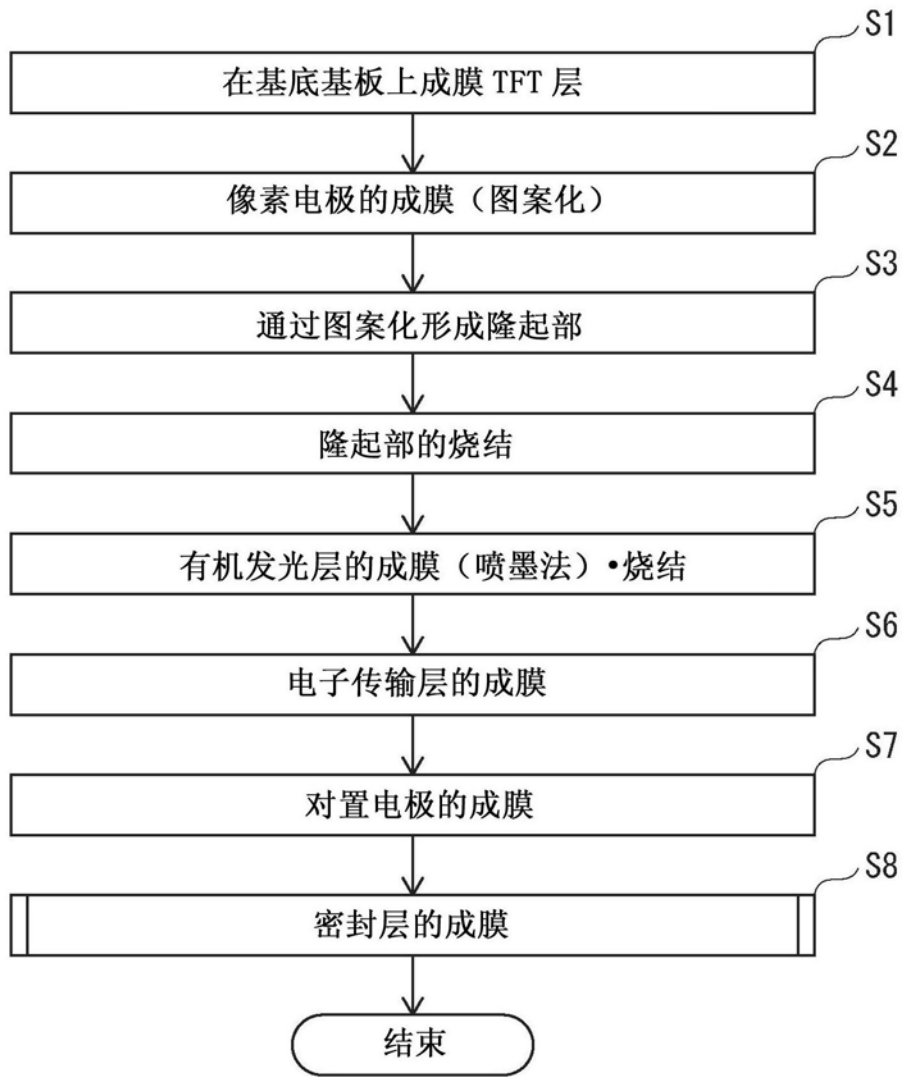 S1
在基底基板上成膜 TFT 层
S2
像素电极的成膜（图案化）
S3
通过图案化形成隆起部
S4
隆起部的烧结
S5
有机发光层的成膜（喷墨法）•烧结
S6
电子传输层的成膜
S7
对置电极的成膜
S8
密封层的成膜
结束